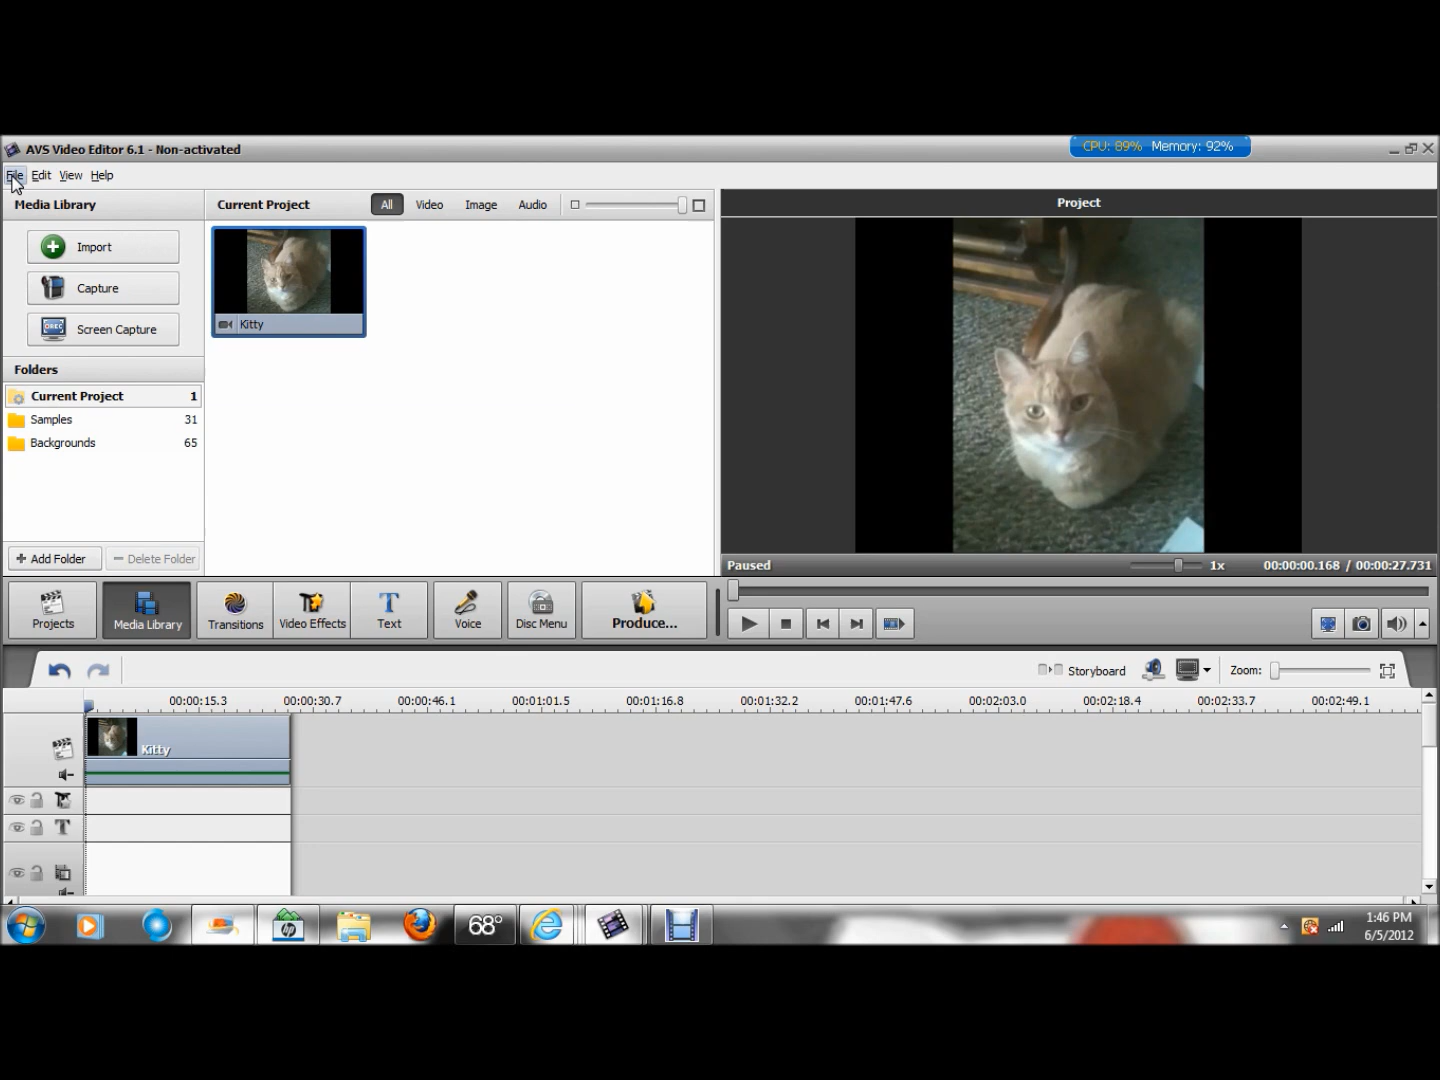 AVS Video Editor 6.1 - Non-activated
CPU: 89% Memory: 92%
File Edit View Help
Media Library
Current Project
All Video Image Audio
Project
Import
Capture
Screen Capture
Kitty
Folders
Current Project 1
Samples 31
Backgrounds 65
+ Add Folder
− Delete Folder
Paused
1x
00:00:00.168 / 00:00:27.731
Projects
Media Library
Transitions
Video Effects
Text
Voice
Disc Menu
Produce...
Storyboard
Zoom:
00:00:15.3 00:00:30.7 00:00:46.1 00:01:01.5 00:01:16.8 00:01:32.2 00:01:47.6 00:02:03.0 00:02:18.4 00:02:33.7 00:02:49.1
Kitty
T
68°
hp
1:46 PM
6/5/2012